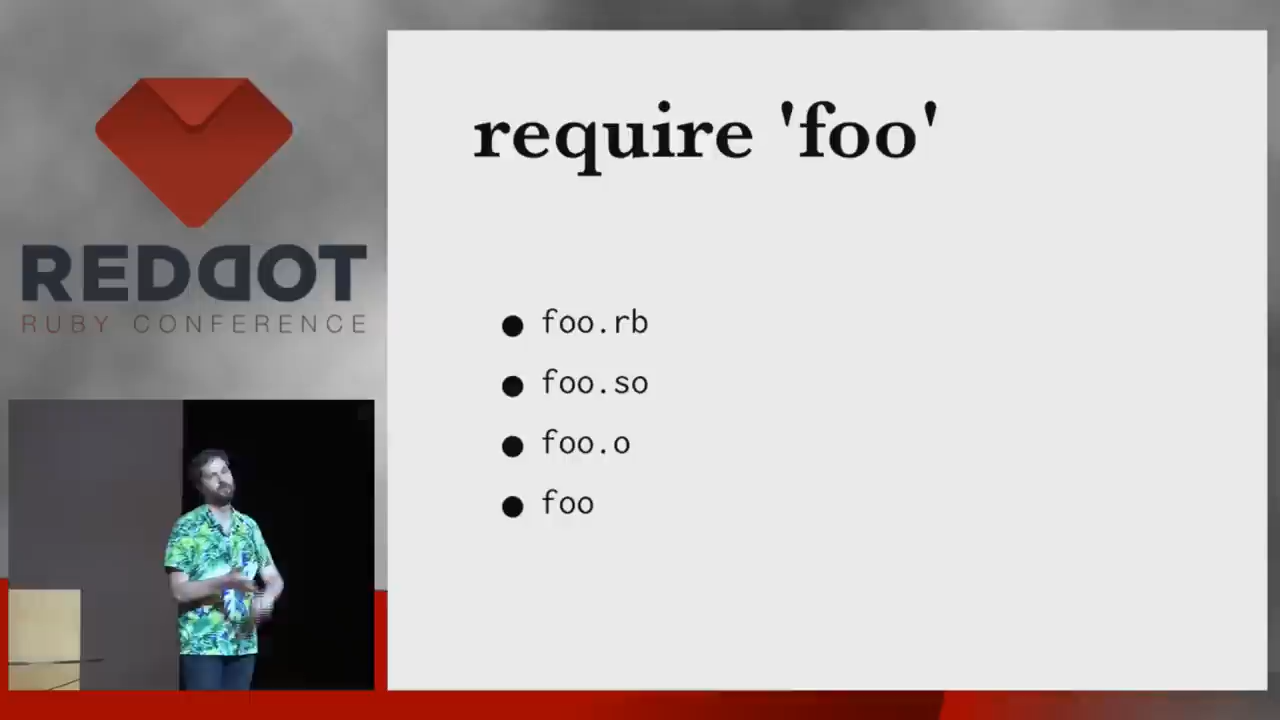 REDDOT
RUBY CONFERENCE
require 'foo'
● foo.rb
● foo.so
● foo.o
● foo